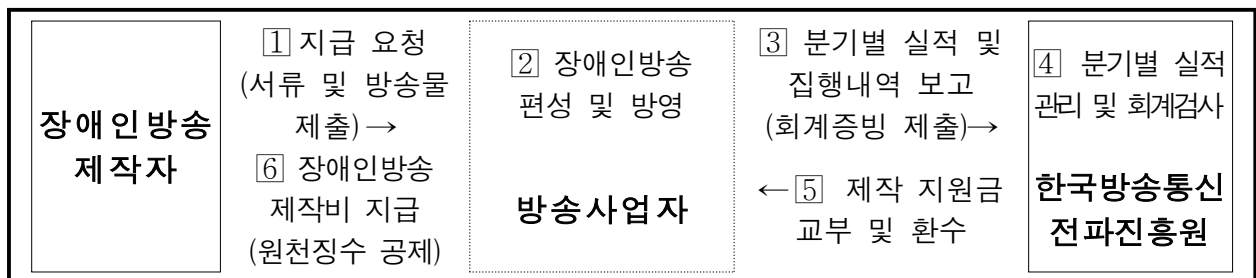 장애인방송
제작자
1 지급 요청
(서류 및 방송물
제출)→
6 장애인방송
제작비 지급
(원천징수 공제)
2 장애인방송
편성 및 방영
방송사업자
3 분기별 실적 및
집행내역 보고
(회계증빙 제출)→
←5 제작 지원금
교부 및 환수
4 분기별 실적
관리 및 회계검사
한국방송통신
전파진흥원